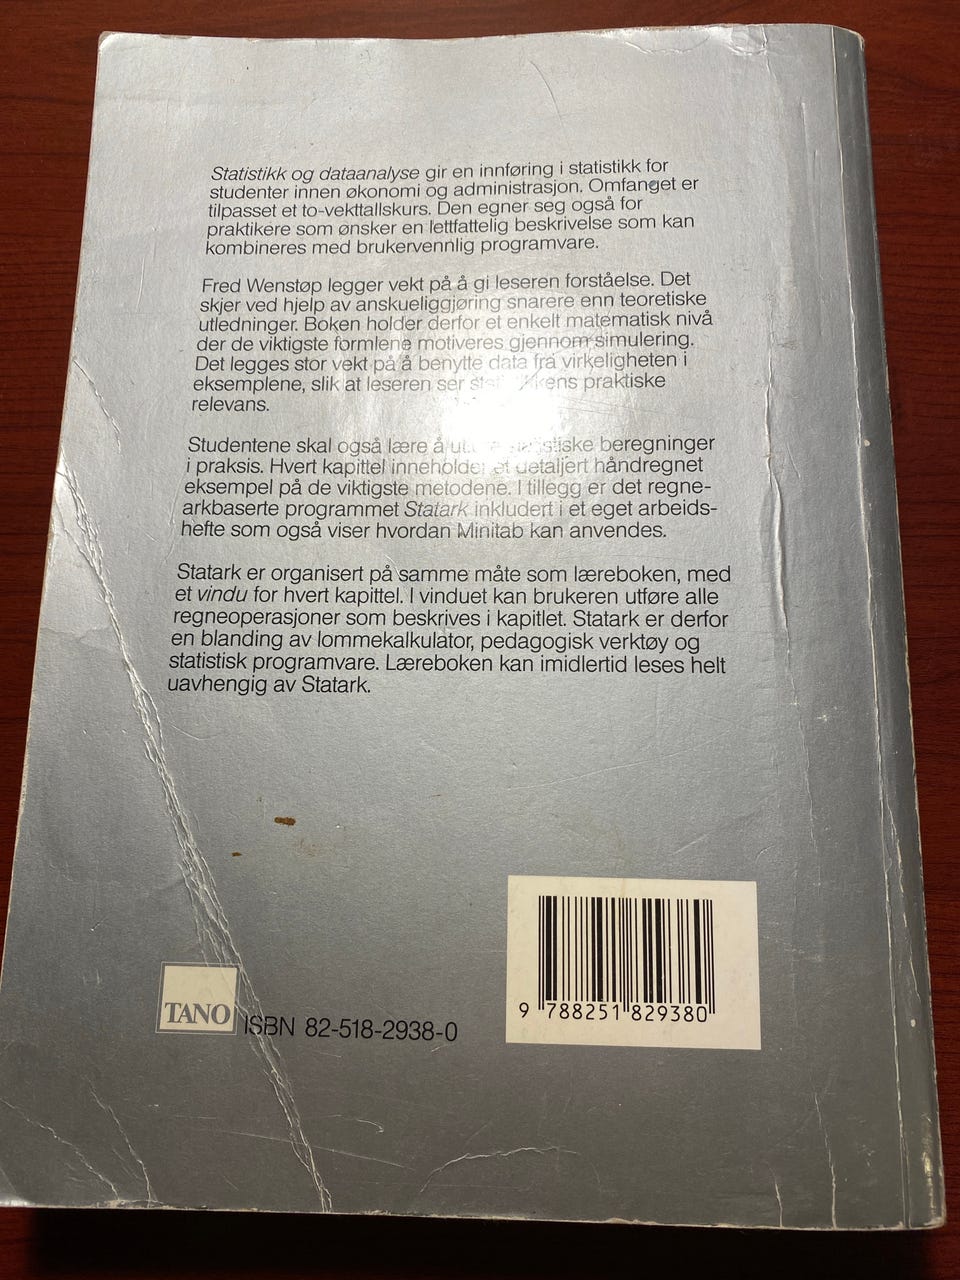 Statistikk og dataanalyse gir en innføring i statistikk for
studenter innen økonomi og administrasjon. Omfanget er
tilpasset et to-vekttallskurs. Den egner seg også for
praktikere som ønsker en lettfattelig beskrivelse som kan
kombineres med brukervennlig programvare.
Fred Wenstøp legger vekt på å gi leseren forståelse. Det
skjer ved hjelp av anskueliggjøring snarere enn teoretiske
utledninger. Boken holder derfor et enkelt matematisk nivå
der de viktigste formlene motiveres gjennom simulering.
Det legges stor vekt på å benytte data fra virkeligheten i
eksemplene, slik at leseren ser praktiske
relevans.
Studentene skal også lære å beregninger
i praksis. Hvert kapittel inneholder et detaljert håndregnet
eksempel på de viktigste metodene. I tillegg er det regne-
arkbaserte programmet Statark inkludert i et eget arbeids-
hefte som også viser hvordan Minitab kan anvendes.
Statark er organisert på samme måte som læreboken, med
et vindu for hvert kapittel. I vinduet kan brukeren utføre alle
regneoperasjoner som beskrives i kapitlet. Statark er derfor
en blanding av lommekalkulator, pedagogisk verktøy og
statistisk programvare. Læreboken kan imidlertid leses helt
uavhengig av Statark.
TANO
ISBN 82-518-2938-0
9 788251 829380